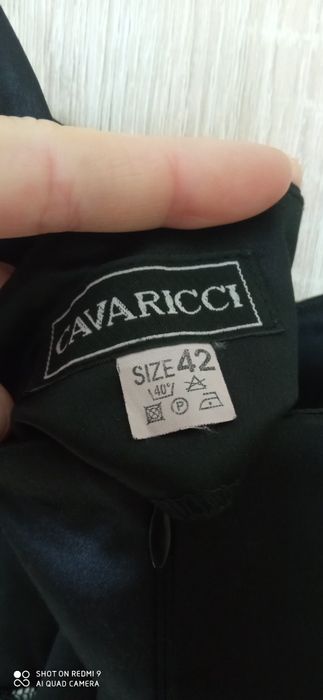 CAVARICCI
SIZE 42
40°
P
SHOT ON REDMI 9
AI QUAD CAMERA